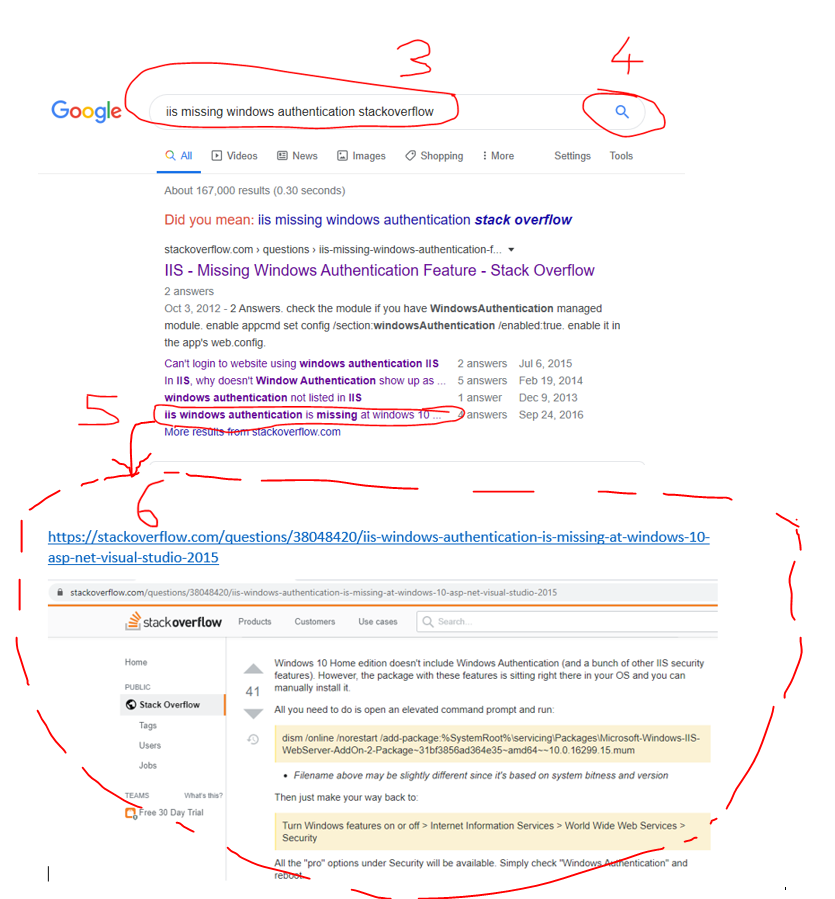 3
4
Google
iis missing windows authentication stackoverflow
All Videos News Images Shopping More Settings Tools
About 167,000 results (0.30 seconds)
Did you mean: iis missing windows authentication stack overflow
stackoverflow.com › questions › iis-missing-windows-authentication-f...
IIS - Missing Windows Authentication Feature - Stack Overflow
2 answers
Oct 3, 2012 - 2 Answers. check the module if you have WindowsAuthentication managed
module. enable appcmd set config /section:windowsAuthentication /enabled:true. enable it in
the app's web.config.
Can't login to website using windows authentication IIS 2 answers Jul 6, 2015
In IIS, why doesn't Window Authentication show up as ... 5 answers Feb 19, 2014
windows authentication not listed in IIS 1 answer Dec 9, 2013
5
iis windows authentication is missing at windows 10 ... 4 answers Sep 24, 2016
More results from stackoverflow.com
6
https://stackoverflow.com/questions/38048420/iis-windows-authentication-is-missing-at-windows-10-
asp-net-visual-studio-2015
stackoverflow.com/questions/38048420/iis-windows-authentication-is-missing-at-windows-10-asp-net-visual-studio-2015
stackoverflow Products Customers Use cases Search...
Home
PUBLIC
Stack Overflow
Tags
Users
Jobs
TEAMS What's this?
Free 30 Day Trial
41
Windows 10 Home edition doesn't include Windows Authentication (and a bunch of other IIS security
features). However, the package with these features is sitting right there in your OS and you can
manually install it.
All you need to do is open an elevated command prompt and run:
dism /online /norestart /add-package:%SystemRoot%\servicing\Packages\Microsoft-Windows-IIS-
WebServer-AddOn-2-Package~31bf3856ad364e35~amd64~~10.0.16299.15.mum
• Filename above may be slightly different since it's based on system bitness and version
Then just make your way back to:
Turn Windows features on or off > Internet Information Services > World Wide Web Services >
Security
All the "pro" options under Security will be available. Simply check "Windows Authentication" and
reboot.